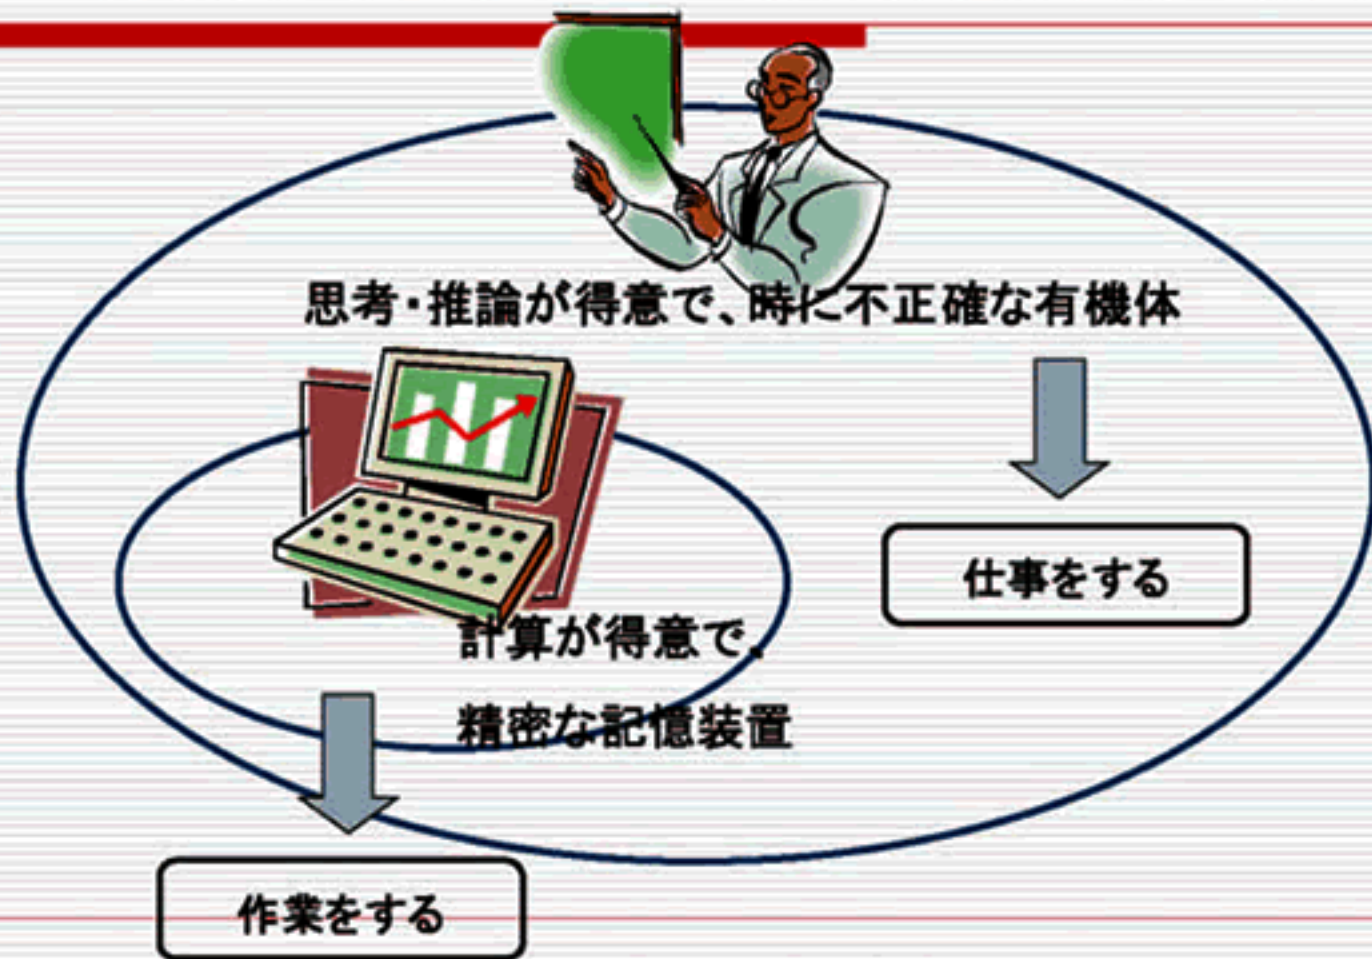 思考・推論が得意で、時に不正確な有機体
仕事をする
計算が得意で、
精密な記憶装置
作業をする